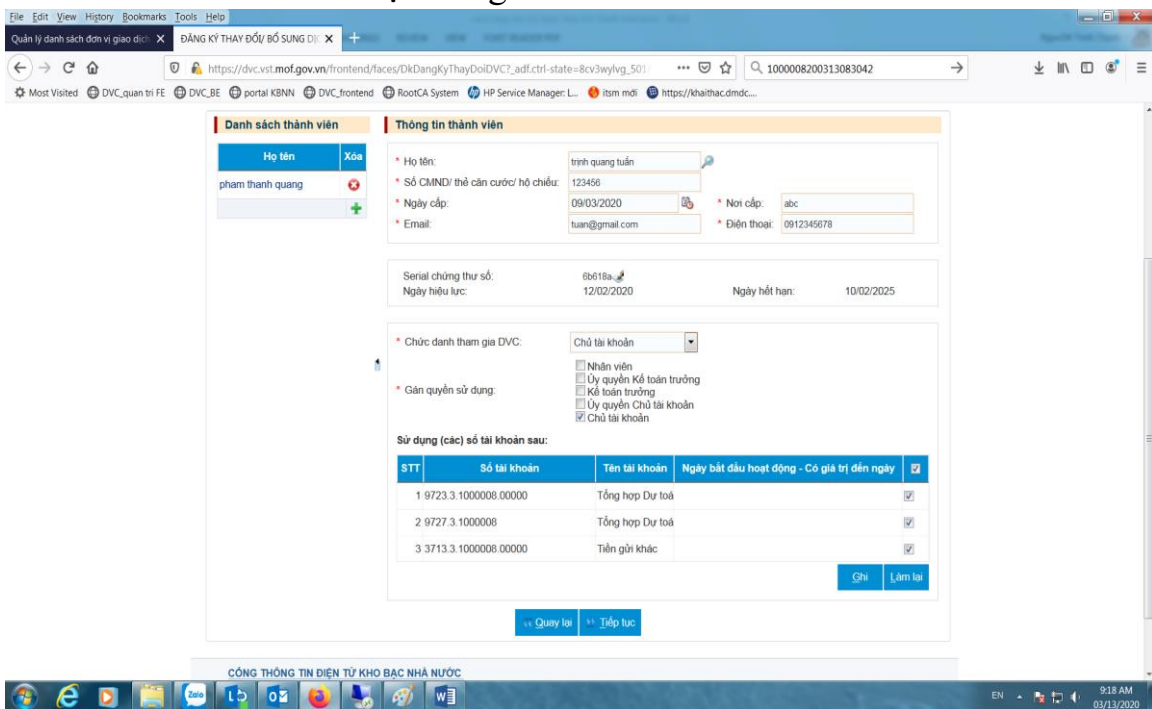 File Edit View History Bookmarks Tools Help
Quản lý danh sách đơn vị giao dịch
ĐĂNG KÝ THAY ĐỔI/ BỔ SUNG DỊC
https://dvc.vst.mof.gov.vn/frontend/faces/DkDangKyThayDoiDVC?_adf.ctrl-state=8cv3wylvg_501
1000008200313083042
Most Visited DVC_quan tri FE DVC_BE portal KBNN DVC_frontend RootCA System HP Service Manager: L... itsm mới https://khaithac.dmdc....
Danh sách thành viên
Họ tên Xóa
pham thanh quang
Thông tin thành viên
* Họ tên: trịnh quang tuấn
* Số CMND/ thẻ căn cước/ hộ chiếu: 123456
* Ngày cấp: 09/03/2020 * Nơi cấp: abc
* Email: tuan@gmail.com * Điện thoại: 0912345678
Serial chứng thư số: 6b618a
Ngày hiệu lực: 12/02/2020 Ngày hết hạn: 10/02/2025
* Chức danh tham gia DVC: Chủ tài khoản
* Gán quyền sử dụng:
Nhân viên
Ủy quyền Kế toán trưởng
Kế toán trưởng
Ủy quyền Chủ tài khoản
Chủ tài khoản
Sử dụng (các) số tài khoản sau:
STT Số tài khoản Tên tài khoản Ngày bắt đầu hoạt động - Có giá trị đến ngày
1 9723.3.1000008.00000 Tổng hợp Dự toá
2 9727.3.1000008 Tổng hợp Dự toá
3 3713.3.1000008.00000 Tiền gửi khác
Ghi Làm lại
Quay lại Tiếp tục
CỔNG THÔNG TIN ĐIỆN TỬ KHO BẠC NHÀ NƯỚC
EN
9:18 AM
03/13/2020